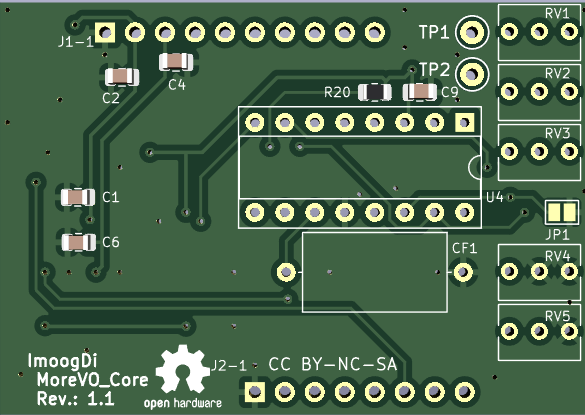 RV1
TP1
J1-1
TP2
C4
C2
RV2
R20
C9
RV3
C1
U4
C6
JP1
CF1
RV4
RV5
ImoogDi
MoreVO_Core
Rev.: 1.1
open hardware
J2-1
CC BY-NC-SA